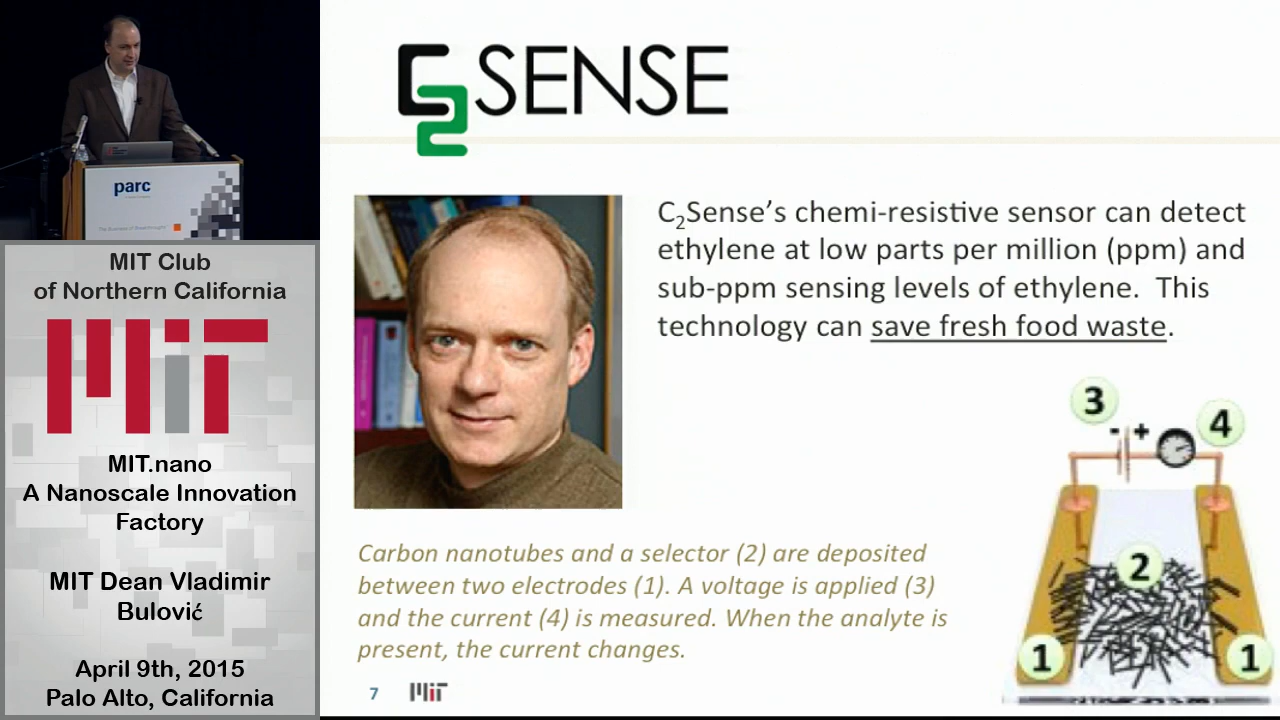 parc
The Business of Breakthroughs
MIT Club
of Northern California
MIT
MIT.nano
A Nanoscale Innovation
Factory
MIT Dean Vladimir
Bulović
April 9th, 2015
Palo Alto, California
C2SENSE
C2Sense's chemi-resistive sensor can detect
ethylene at low parts per million (ppm) and
sub-ppm sensing levels of ethylene. This
technology can save fresh food waste.
3
4
- +
2
1
1
Carbon nanotubes and a selector (2) are deposited
between two electrodes (1). A voltage is applied (3)
and the current (4) is measured. When the analyte is
present, the current changes.
7
MIT